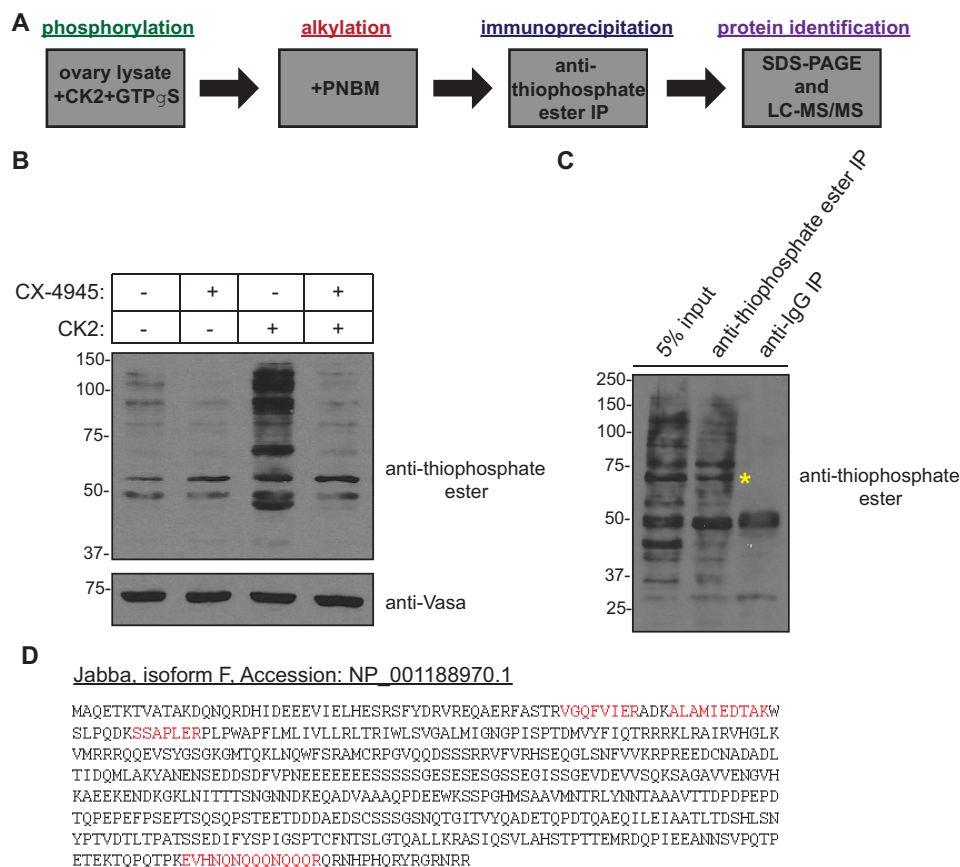 A
phosphorylation
alkylation
immunoprecipitation
protein identification
ovary lysate
+CK2+GTPgS
+PNBM
anti-
thiophosphate
ester IP
SDS-PAGE
and
LC-MS/MS
B
CX-4945: - + - +
CK2: - - + +
150-
100-
75-
50-
37-
anti-thiophosphate
ester
75-
anti-Vasa
C
5% input
anti-thiophosphate ester IP
anti-IgG IP
250-
150-
100-
75-
50-
37-
25-
*
anti-thiophosphate
ester
D
Jabba, isoform F, Accession: NP_001188970.1
MAQETKTVATAKDQNQRDHIDEEEVIELHESRSFYDRVREQAERFASTRVGQFVIERADKALAMIEDTAKW
SLPQDKSSAPLERPLPWAPFLMLIVLLRLTRIWLSVGALMIGNGPISPTDMVYFIQTRRRKLRAIRVHGLK
VMRRRQQEVSYGSGKGMTQKLNQWFSRAMCRPGVQQDSSSRRVFVRHSEQGLSNFVVKRPREEDCNADADL
TIDQMLAKYANENSEDDSDFVPNEEEEEEESSSSSGSESESGSSEGISSGEVDEVVSQKSAGAVVENGVH
KAEEKENDKGKLNITTTSNGNNDKEQADVAAAQPDEEWKSSPGHMSAAVMNTRLYNNTAAAVTTDPDPEPD
TQPEPEFPSEPTSQSQPSTEETDDDAEDSCSSSGSNQTGITVYQADETQPDTQAEQILEIAATLTDSHLSN
YPTVDTLTPATSSEDIFYSPIGSPTCFNTSLGTQALLKRASIQSVLAHSTPTTEMRDQPIEEANNSVPQTP
ETEKTQPQTPKEVHNQNQQQNQQQRQRNHPHQRYRGRNRR